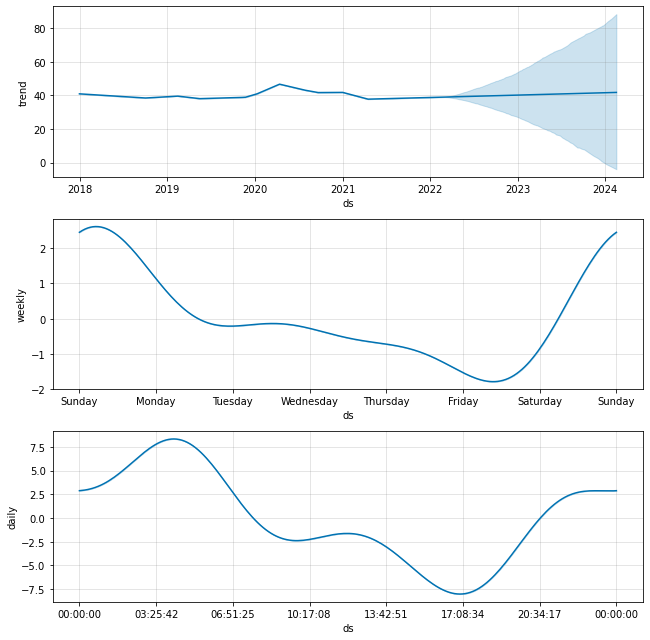 80
60
40
20
0
trend
2018 2019 2020 2021 2022 2023 2024
ds
2
1
0
−1
−2
weekly
Sunday Monday Tuesday Wednesday Thursday Friday Saturday Sunday
ds
7.5
5.0
2.5
0.0
−2.5
−5.0
−7.5
daily
00:00:00 03:25:42 06:51:25 10:17:08 13:42:51 17:08:34 20:34:17 00:00:00
ds